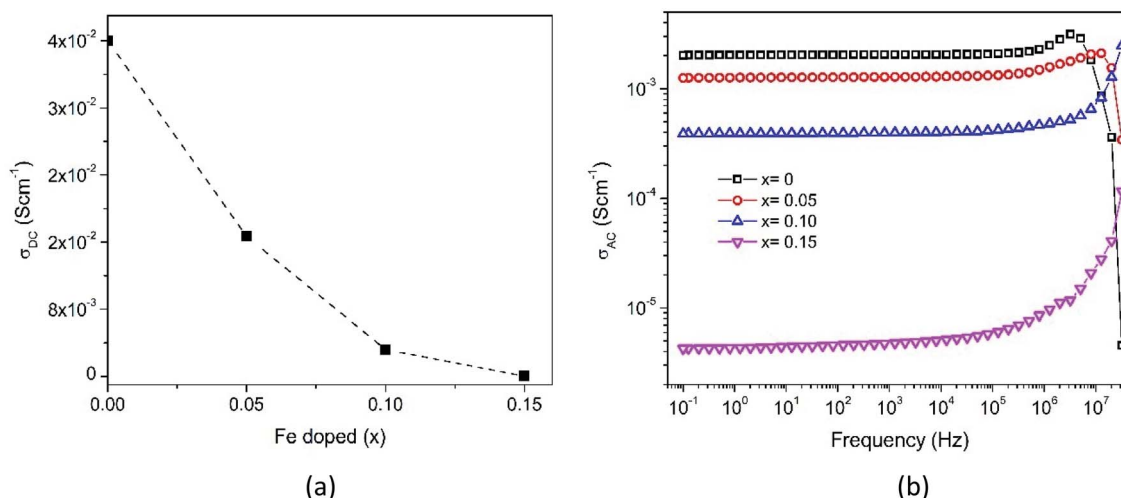 4x10⁻²
3x10⁻²
2x10⁻²
2x10⁻²
8x10⁻³
0
σDC (Scm⁻¹)
0.00 0.05 0.10 0.15
Fe doped (x)
(a)
10⁻³
10⁻⁴
10⁻⁵
σAC (Scm⁻¹)
x= 0
x= 0.05
x= 0.10
x= 0.15
10⁻¹ 10⁰ 10¹ 10² 10³ 10⁴ 10⁵ 10⁶ 10⁷
Frequency (Hz)
(b)